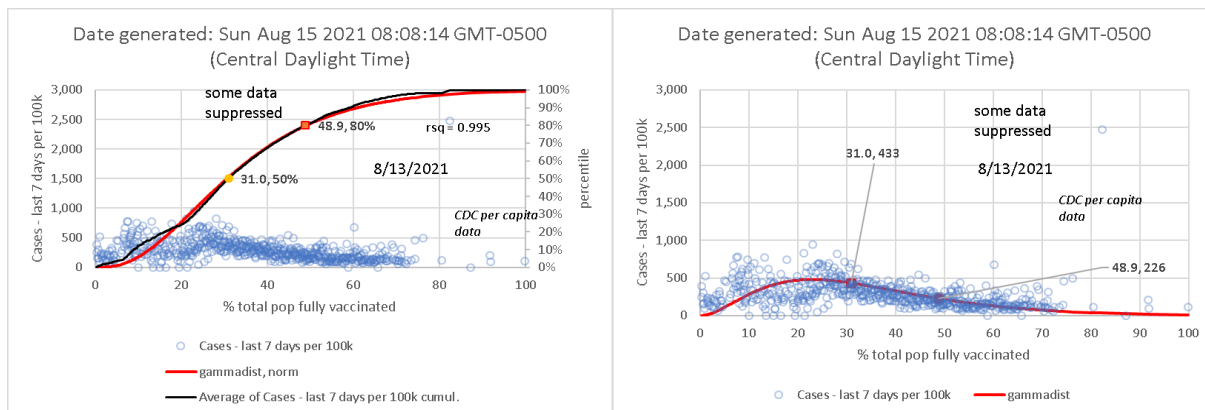 Date generated: Sun Aug 15 2021 08:08:14 GMT-0500
(Central Daylight Time)
3,000
2,500
2,000
1,500
1,000
500
0
Cases - last 7 days per 100k
100%
90%
80%
70%
60%
50%
40%
30%
20%
10%
0%
percentile
some data
suppressed
48.9, 80%
rsq = 0.995
31.0, 50%
8/13/2021
CDC per capita
data
0
20
40
60
80
100
% total pop fully vaccinated
Cases - last 7 days per 100k
gammadist, norm
Average of Cases - last 7 days per 100k cumul.
Date generated: Sun Aug 15 2021 08:08:14 GMT-0500
(Central Daylight Time)
3,000
2,500
2,000
1,500
1,000
500
0
Cases - last 7 days per 100k
some data
suppressed
31.0, 433
8/13/2021
CDC per capita
data
48.9, 226
0
10
20
30
40
50
60
70
80
90
100
% total pop fully vaccinated
Cases - last 7 days per 100k
gammadist